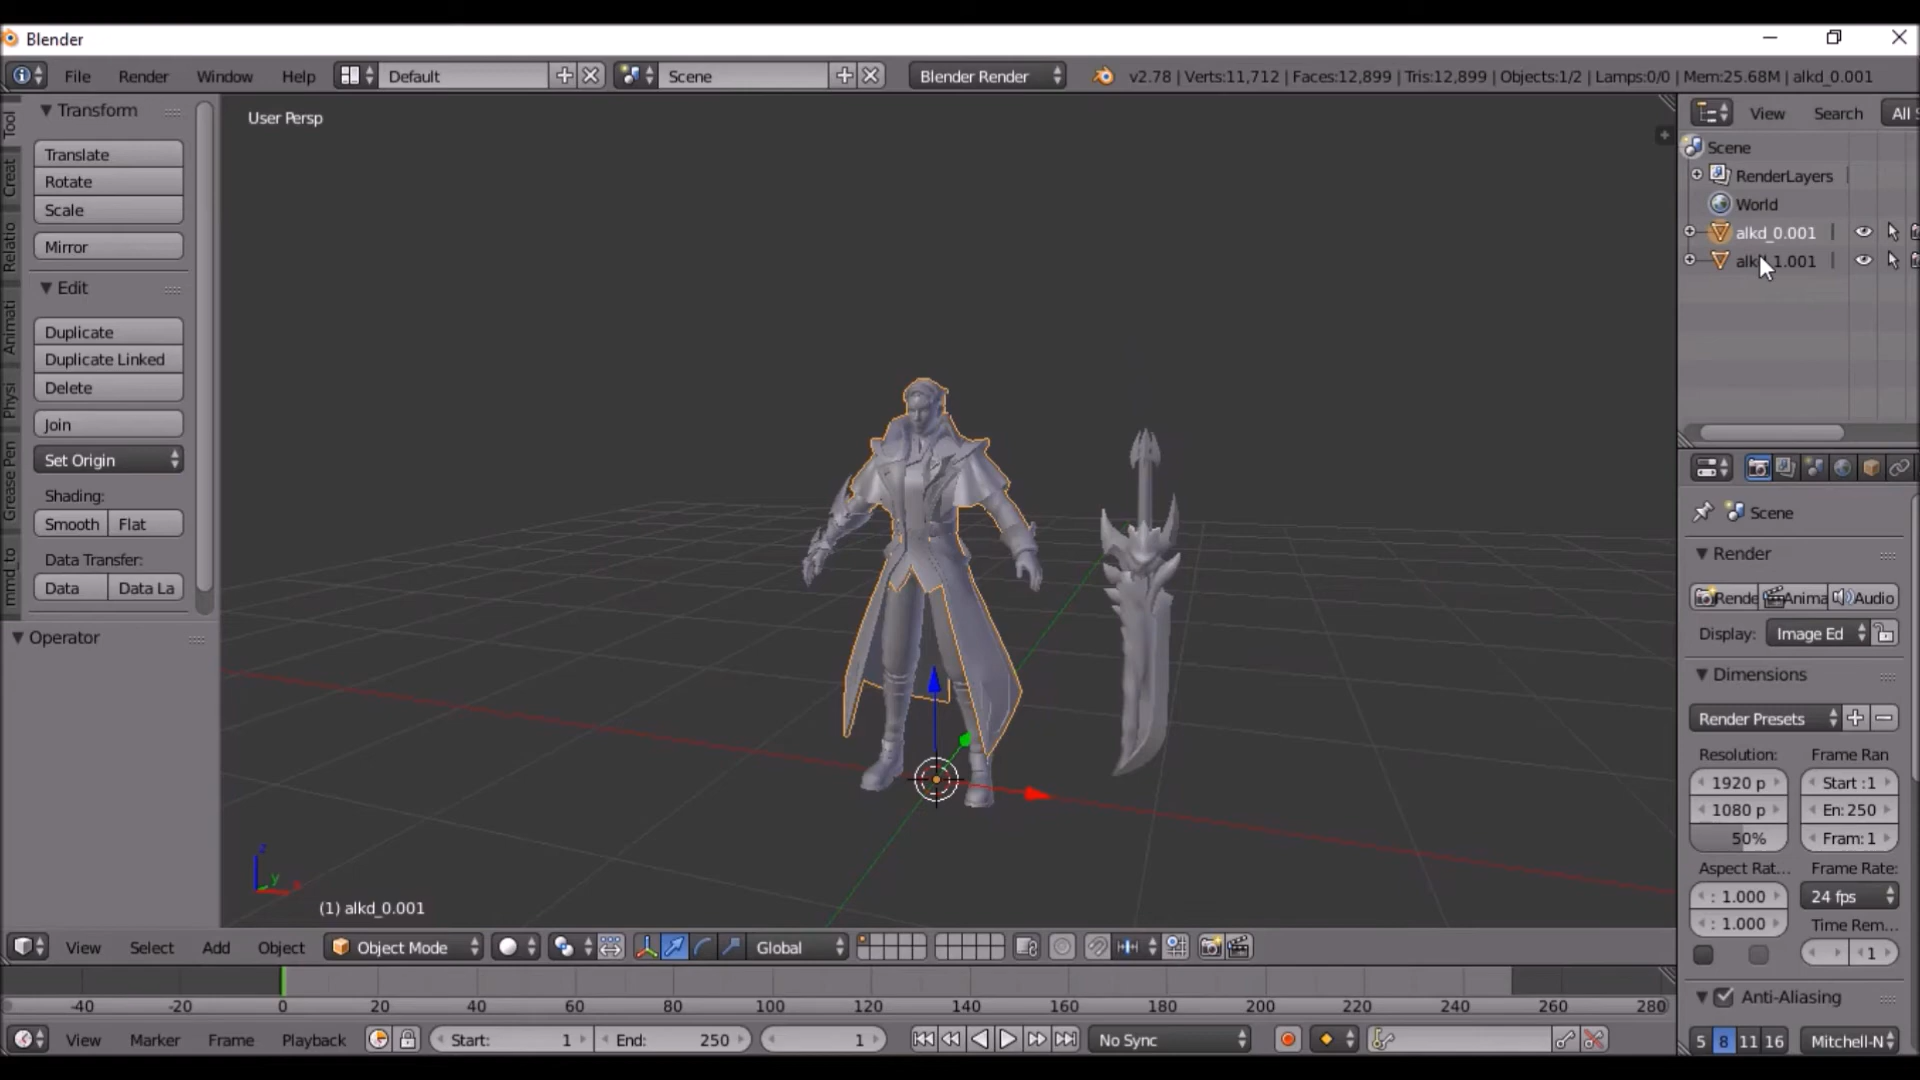 Blender
File Render Window Help Default Scene Blender Render v2.78 | Verts:11,712 | Faces:12,899 | Tris:12,899 | Objects:1/2 | Lamps:0/0 | Mem:25.68M | alkd_0.001
Tool
Creat
Relatio
Animati
Physi
Grease Pen
mmd_to
Transform
Translate
Rotate
Scale
Mirror
Edit
Duplicate
Duplicate Linked
Delete
Join
Set Origin
Shading:
Smooth Flat
Data Transfer:
Data Data La
Operator
User Persp
z
y
x
(1) alkd_0.001
View Search All S
Scene
RenderLayers
World
alkd_0.001
alkd_1.001
Scene
Render
Rende Anima Audio
Display: Image Ed
Dimensions
Render Presets
Resolution: Frame Ran
1920 p Start :1
1080 p En: 250
50% Fram: 1
Aspect Rat... Frame Rate:
: 1.000 24 fps
: 1.000 Time Rem...
1
Anti-Aliasing
5 8 11 16 Mitchell-N
View Select Add Object Object Mode Global
-40 -20 0 20 40 60 80 100 120 140 160 180 200 220 240 260 280
View Marker Frame Playback Start: 1 End: 250 1 No Sync